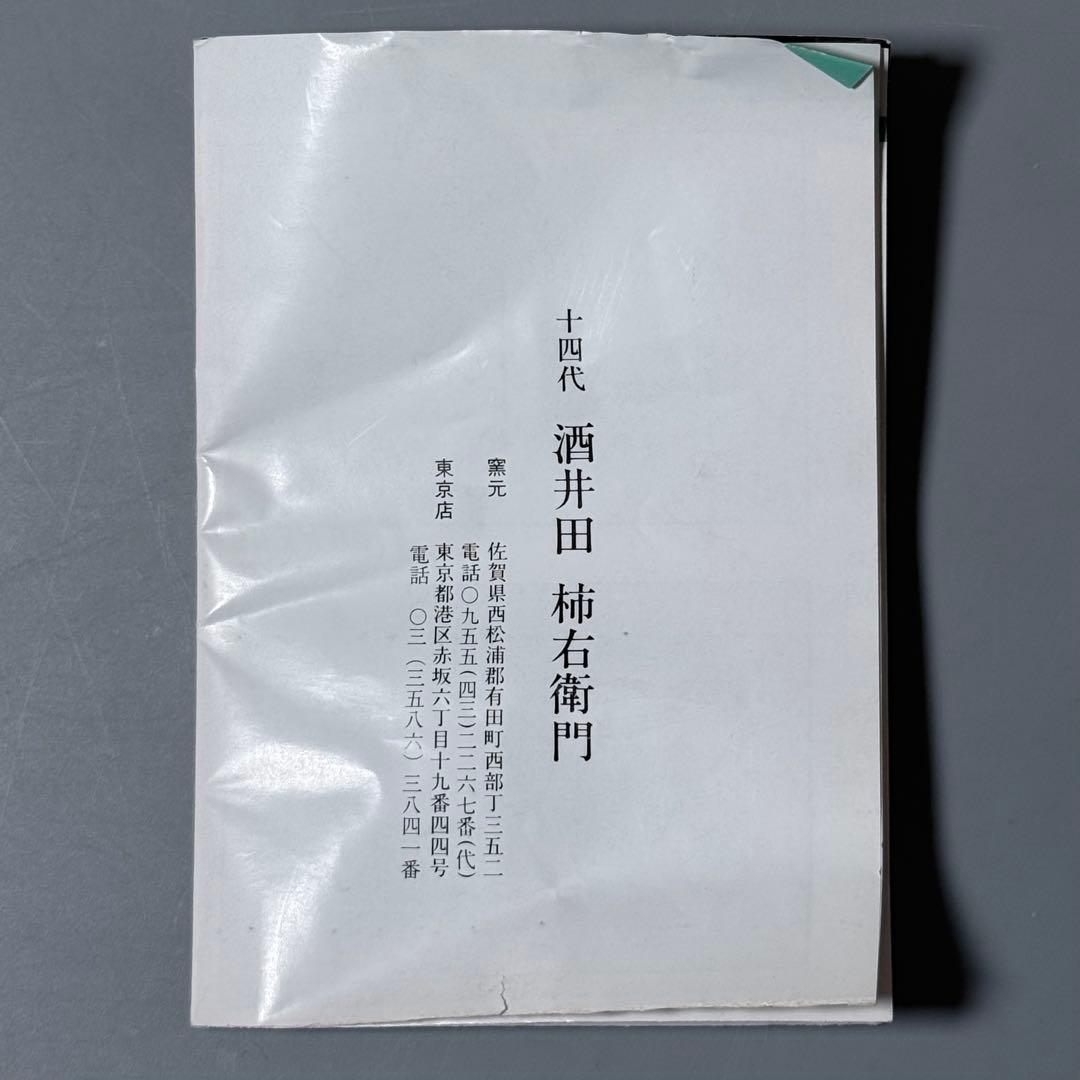 十四代 酒井田 柿右衛門
窯元 佐賀県西松浦郡有田町西部丁三五二
電話〇九五五(四三)二二六七番(代)
東京店 東京都港区赤坂六丁目十九番四四号
電話 〇三(三五八六)三八四一番